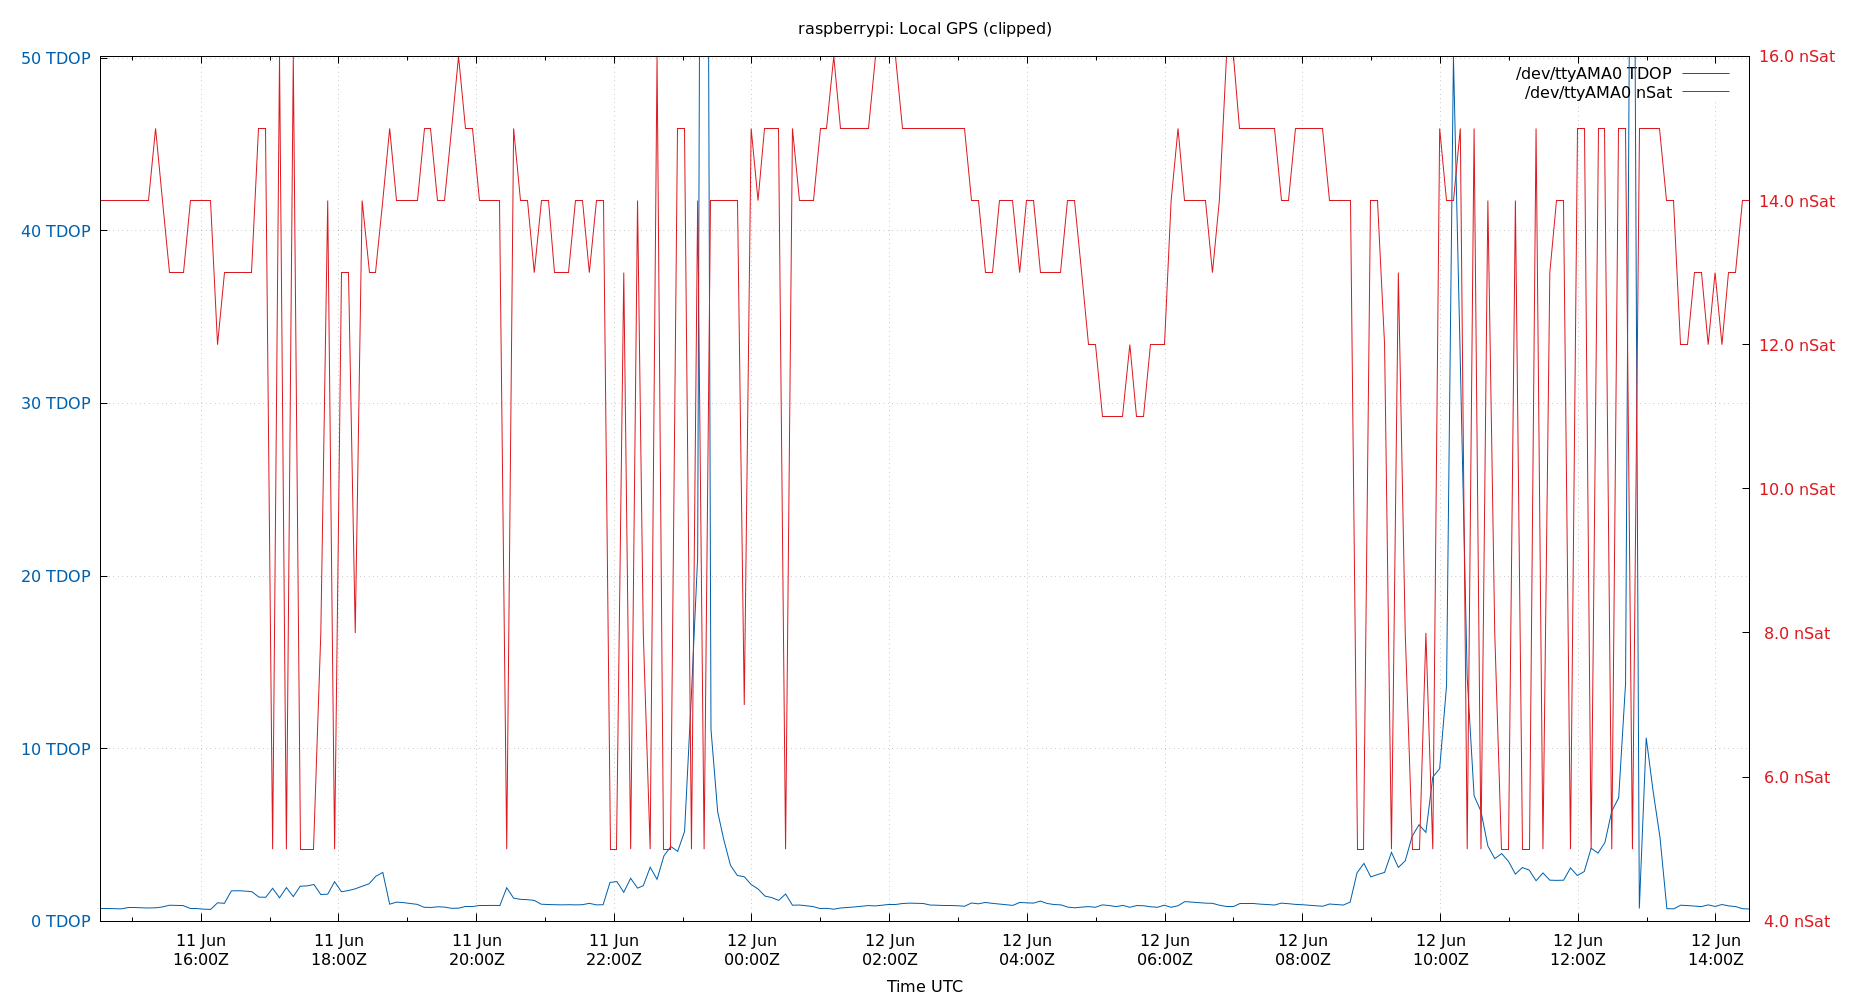 raspberrypi: Local GPS (clipped)
50 TDOP
40 TDOP
30 TDOP
20 TDOP
10 TDOP
0 TDOP
16.0 nSat
14.0 nSat
12.0 nSat
10.0 nSat
8.0 nSat
6.0 nSat
4.0 nSat
/dev/ttyAMA0 TDOP
/dev/ttyAMA0 nSat
11 Jun 11 Jun 11 Jun 11 Jun 12 Jun 12 Jun 12 Jun 12 Jun 12 Jun 12 Jun 12 Jun 12 Jun
16:00Z 18:00Z 20:00Z 22:00Z 00:00Z 02:00Z 04:00Z 06:00Z 08:00Z 10:00Z 12:00Z 14:00Z
Time UTC